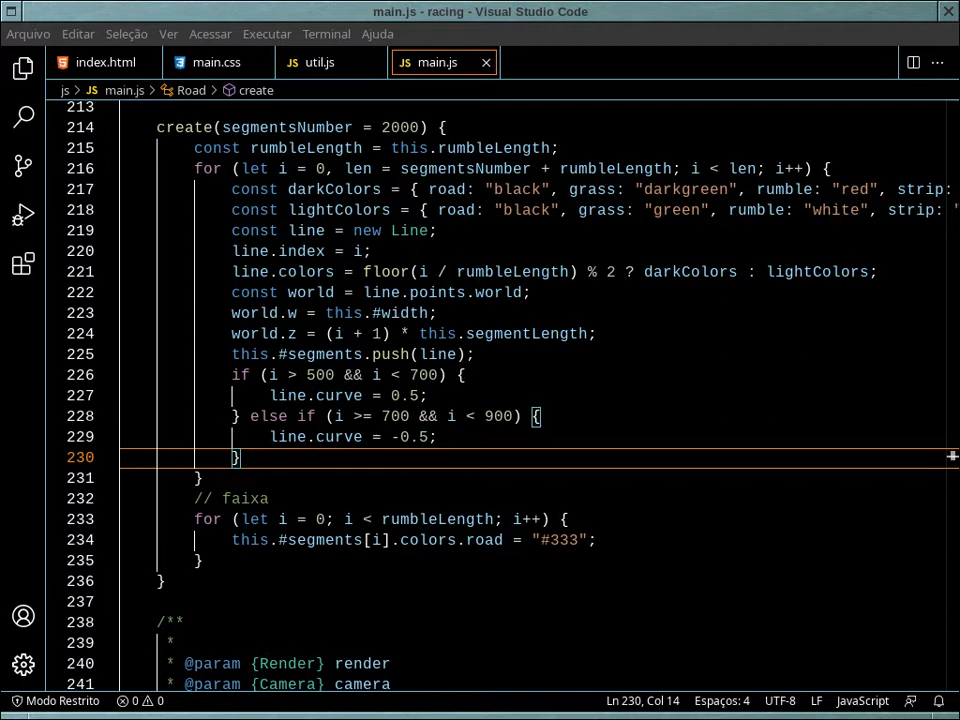 main.js - racing - Visual Studio Code
Arquivo Editar Seleção Ver Acessar Executar Terminal Ajuda
index.html main.css JS util.js JS main.js
js > JS main.js > Road > create
213
214 create(segmentsNumber = 2000) {
215 const rumbleLength = this.rumbleLength;
216 for (let i = 0, len = segmentsNumber + rumbleLength; i < len; i++) {
217 const darkColors = { road: "black", grass: "darkgreen", rumble: "red", strip:
218 const lightColors = { road: "black", grass: "green", rumble: "white", strip: "
219 const line = new Line;
220 line.index = i;
221 line.colors = floor(i / rumbleLength) % 2 ? darkColors : lightColors;
222 const world = line.points.world;
223 world.w = this.#width;
224 world.z = (i + 1) * this.segmentLength;
225 this.#segments.push(line);
226 if (i > 500 && i < 700) {
227 line.curve = 0.5;
228 } else if (i >= 700 && i < 900) {
229 line.curve = -0.5;
230 }
231 }
232 // faixa
233 for (let i = 0; i < rumbleLength; i++) {
234 this.#segments[i].colors.road = "#333";
235 }
236 }
237
238 /**
239 *
240 * @param {Render} render
241 * @param {Camera} camera
Modo Restrito 0 0 Ln 230, Col 14 Espaços: 4 UTF-8 LF JavaScript